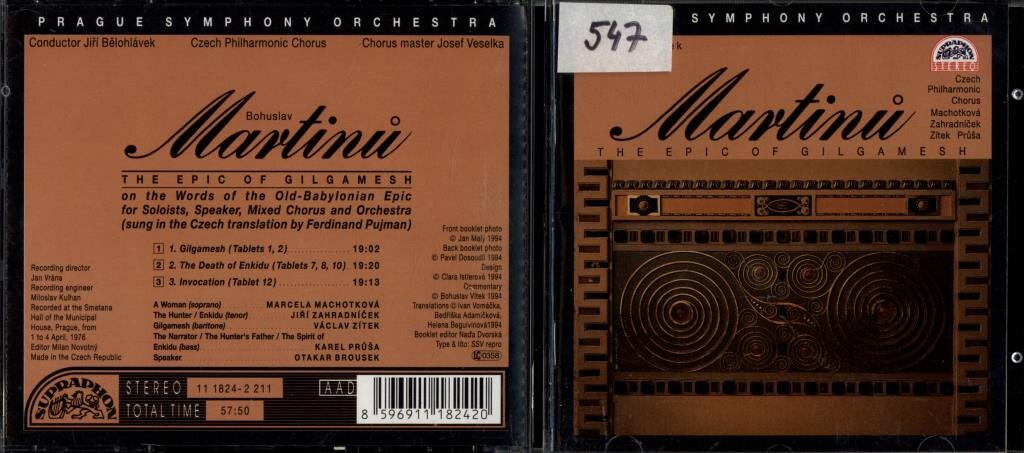 PRAGUE SYMPHONY ORCHESTRA
Conductor Jiří Bělohlávek Czech Philharmonic Chorus Chorus master Josef Veselka
Bohuslav
Martinů
THE EPIC OF GILGAMESH
on the Words of the Old-Babylonian Epic
for Soloists, Speaker, Mixed Chorus and Orchestra
(sung in the Czech translation by Ferdinand Pujman)
1 1. Gilgamesh (Tablets 1, 2) 19:02
2 2. The Death of Enkidu (Tablets 7, 8, 10) 19:20
3 3. Invocation (Tablet 12) 19:13
Recording director
Jan Vrána
Recording engineer
Miloslav Kulhan
Recorded at the Smetana
Hall of the Municipal
House, Prague, from
1 to 4 April, 1976
Editor Milan Novotný
Made in the Czech Republic
A Woman (soprano) MARCELA MACHOTKOVÁ
The Hunter / Enkidu (tenor) JIŘÍ ZAHRADNÍČEK
Gilgamesh (baritone) VÁCLAV ZÍTEK
The Narrator / The Hunter's Father / The Spirit of
Enkidu (bass) KAREL PRŮŠA
Speaker OTAKAR BROUSEK
Front booklet photo
© Jan Malý 1994
Back booklet photo
© Pavel Dosoudil 1994
Design
© Clara Istlerová 1994
Commentary
© Bohuslav Vítek 1994
Translations © Ivan Vomáčka,
Bedřiška Adamičková,
Helena Beguivinová1994
Booklet editor Naďa Dvorská
Type & lito: SSV repro
0358
SUPRAPHON
STEREO 11 1824-2 211
TOTAL TIME 57:50
AAD
8 596911 182420
547
SYMPHONY ORCHESTRA
ek
SUPRAPHON
STEREO
Czech
Philharmonic
Chorus
Machotková
Zahradníček
Zítek Průša
Martinů
THE EPIC OF GILGAMESH